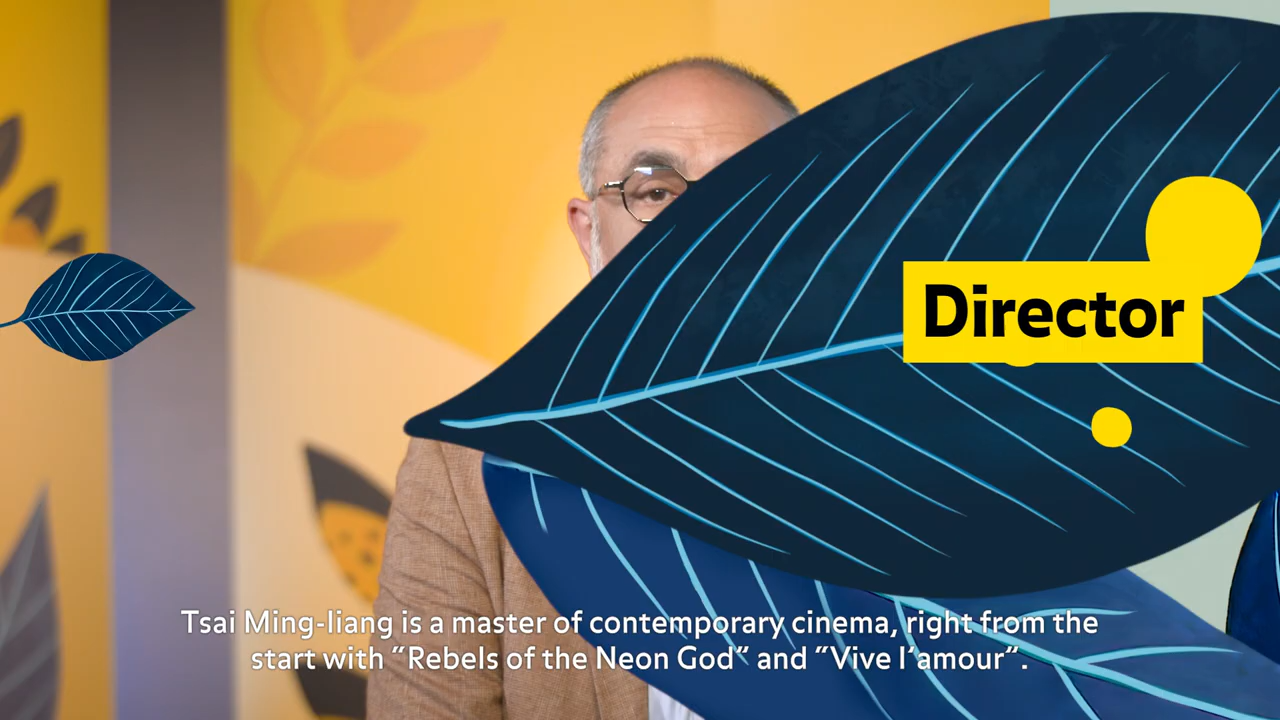 Director
Tsai Ming-liang is a master of contemporary cinema, right from the
start with “Rebels of the Neon God” and “Vive l’amour”.